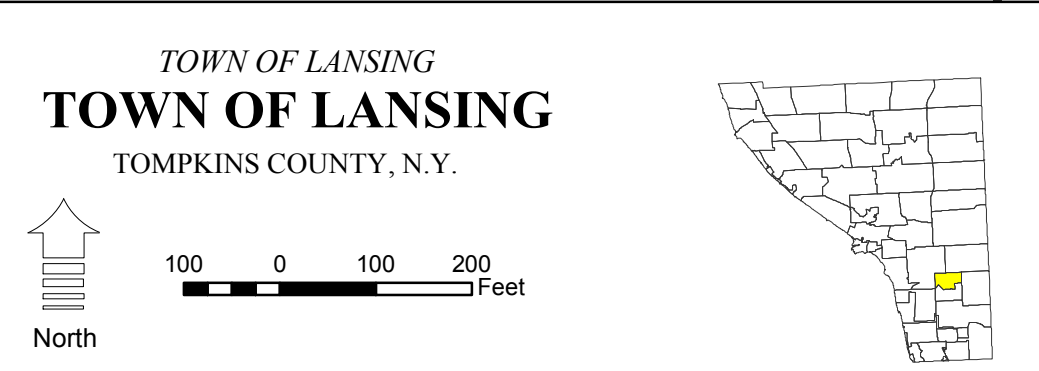 TOWN OF LANSING
TOWN OF LANSING
TOMPKINS COUNTY, N.Y.
100 0 100 200
Feet
North